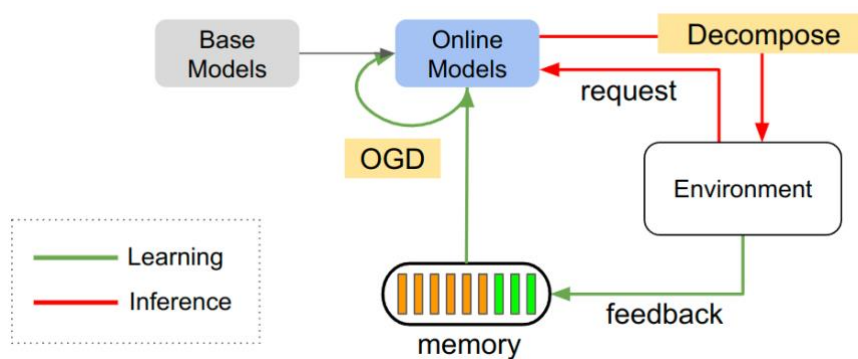 Base
Models
Online
Models
Decompose
request
OGD
Environment
Learning
Inference
feedback
memory